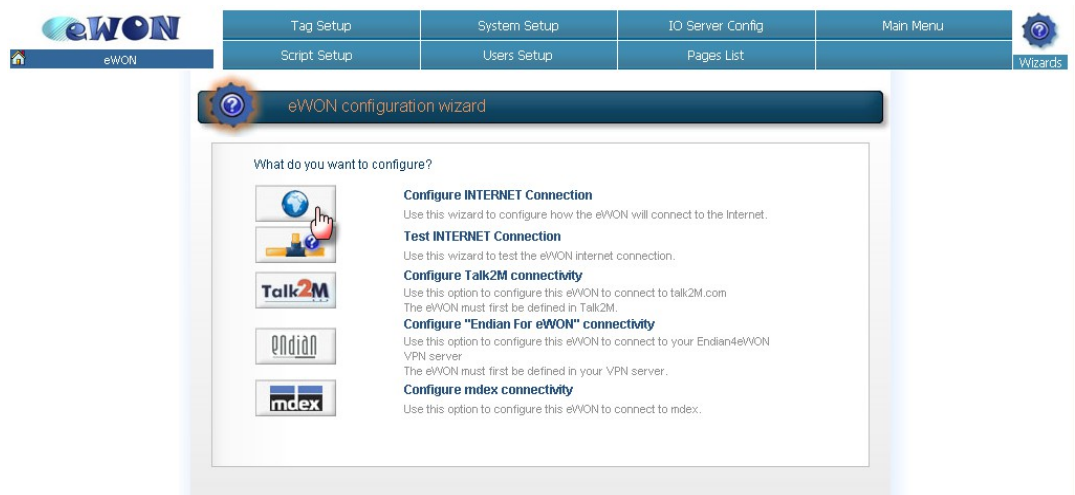 eWON
Tag Setup
System Setup
IO Server Config
Main Menu
eWON
Script Setup
Users Setup
Pages List
Wizards
eWON configuration wizard
What do you want to configure?
Configure INTERNET Connection
Use this wizard to configure how the eWON will connect to the Internet.
Test INTERNET Connection
Use this wizard to test the eWON internet connection.
Talk2M
Configure Talk2M connectivity
Use this option to configure this eWON to connect to talk2M.com
The eWON must first be defined in Talk2M.
endian
Configure "Endian For eWON" connectivity
Use this option to configure this eWON to connect to your Endian4eWON
VPN server
The eWON must first be defined in your VPN server.
mdex
Configure mdex connectivity
Use this option to configure this eWON to connect to mdex.